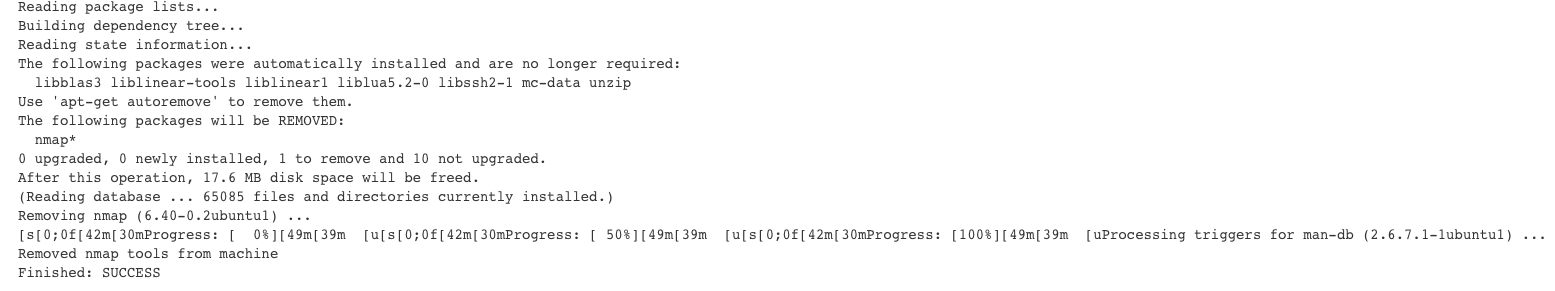 Reading package lists...
Building dependency tree...
Reading state information...
The following packages were automatically installed and are no longer required:
  libblas3 liblinear-tools liblinear1 liblua5.2-0 libssh2-1 mc-data unzip
Use 'apt-get autoremove' to remove them.
The following packages will be REMOVED:
  nmap*
0 upgraded, 0 newly installed, 1 to remove and 10 not upgraded.
After this operation, 17.6 MB disk space will be freed.
(Reading database ... 65085 files and directories currently installed.)
Removing nmap (6.40-0.2ubuntu1) ...
[s[0;0f[42m[30mProgress: [  0%][49m[39m  [u[s[0;0f[42m[30mProgress: [ 50%][49m[39m  [u[s[0;0f[42m[30mProgress: [100%][49m[39m  [uProcessing triggers for man-db (2.6.7.1-1ubuntu1) ...
Removed nmap tools from machine
Finished: SUCCESS